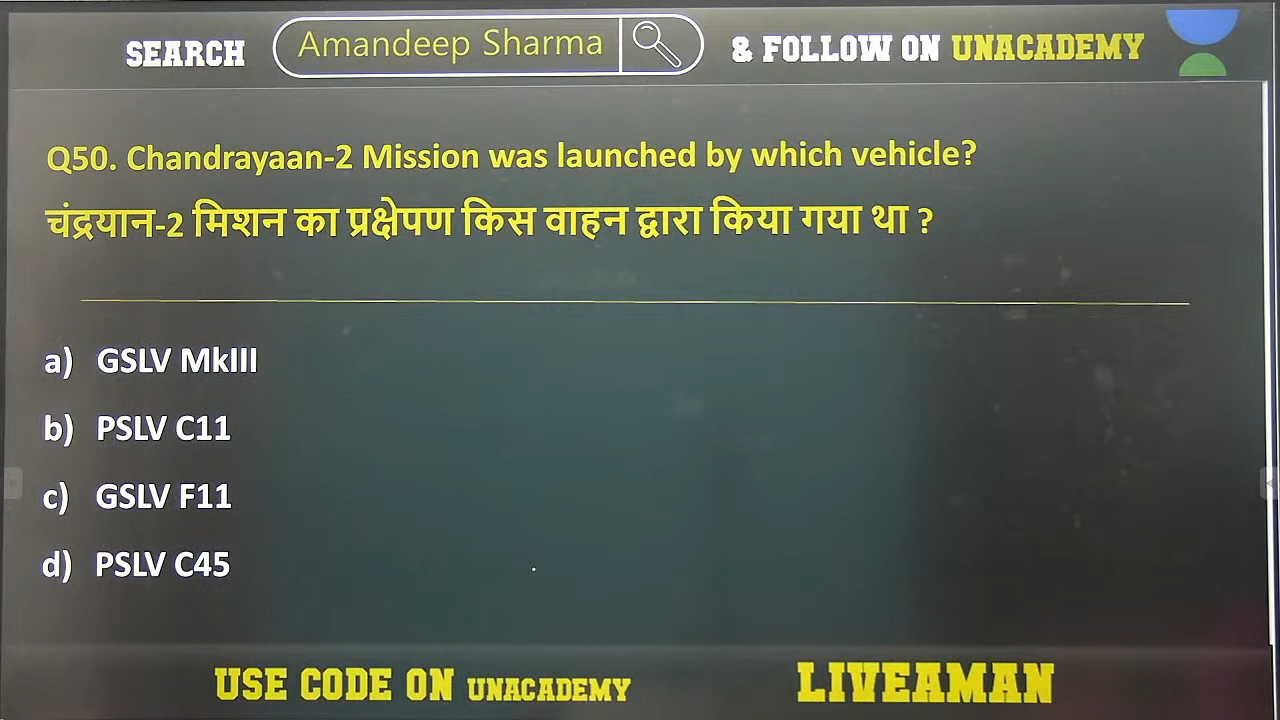 SEARCH Amandeep Sharma & FOLLOW ON UNACADEMY
Q50. Chandrayaan-2 Mission was launched by which vehicle?
चंद्रयान-2 मिशन का प्रक्षेपण किस वाहन द्वारा किया गया था ?
a) GSLV MkIII
b) PSLV C11
c) GSLV F11
d) PSLV C45
USE CODE ON UNACADEMY LIVEAMAN